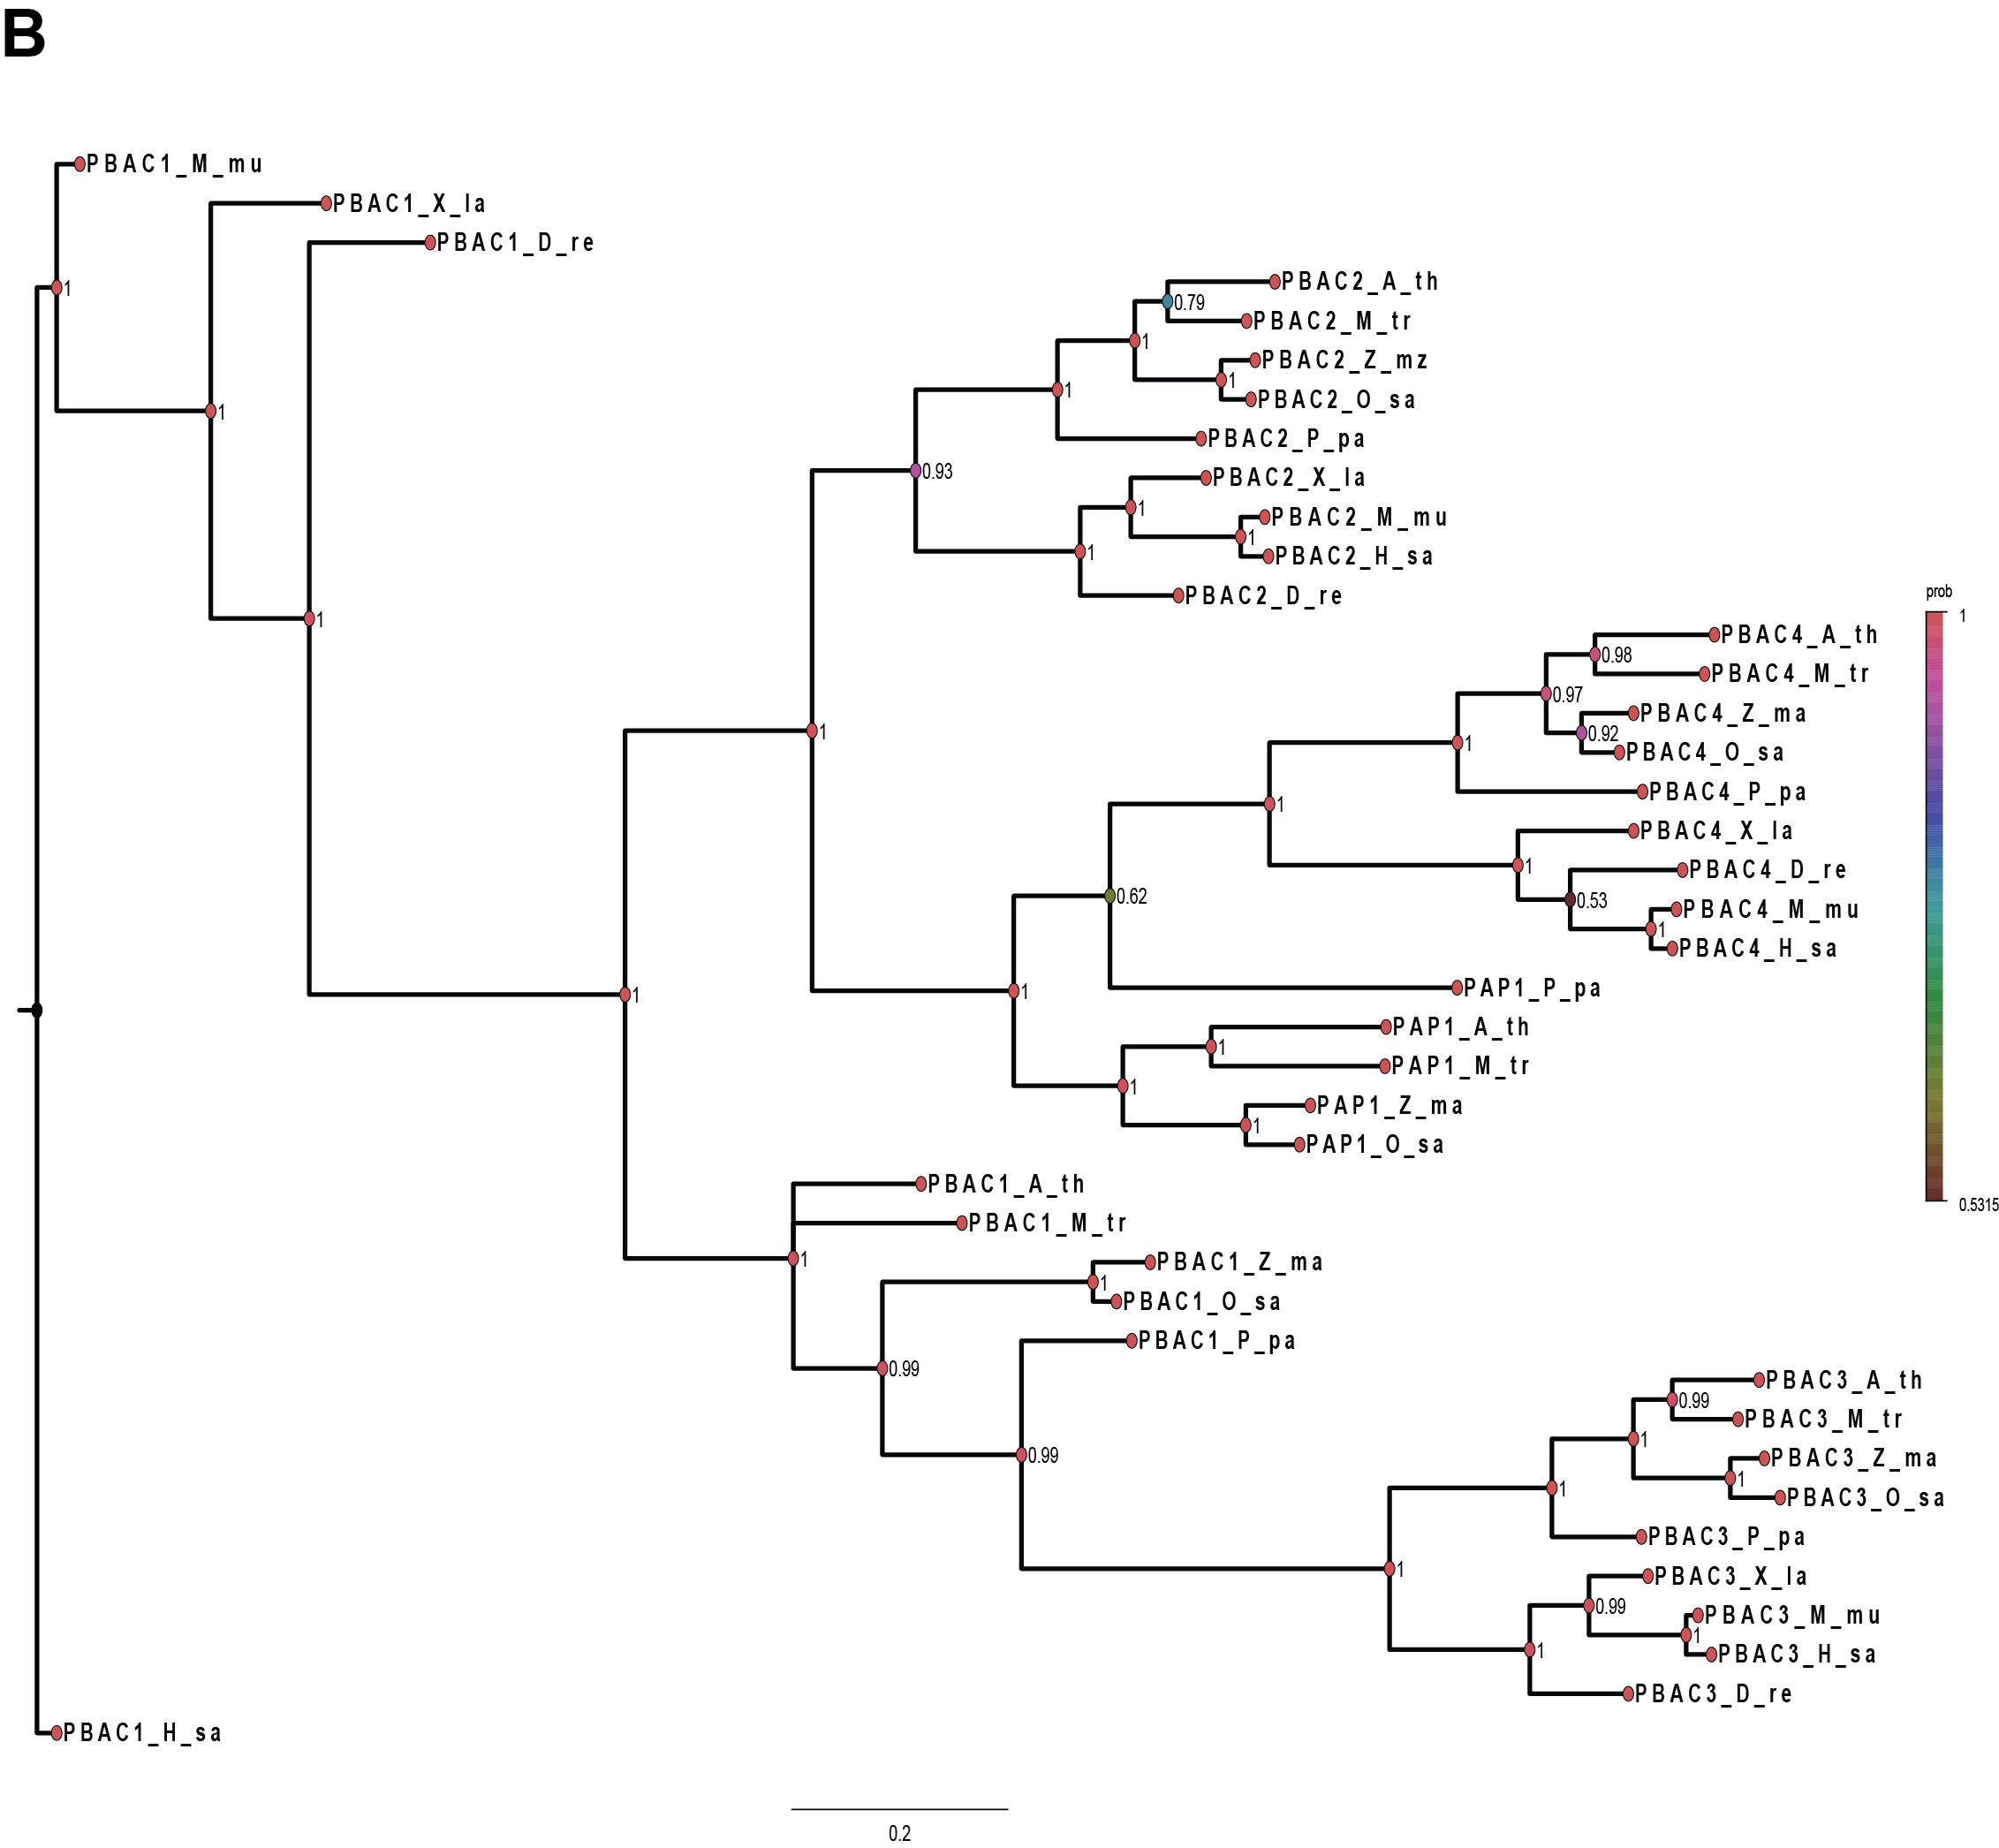 B
PBAC1_M_mu
PBAC1_X_la
PBAC1_D_re
1
PBAC2_A_th
0.79
PBAC2_M_tr
1
PBAC2_Z_mz
1
PBAC2_O_sa
1
1
PBAC2_P_pa
0.93
PBAC2_X_la
1
PBAC2_M_mu
1
PBAC2_H_sa
1
PBAC2_D_re
prob
1
1
PBAC4_A_th
0.98
PBAC4_M_tr
0.97
PBAC4_Z_ma
0.92
1
1
PBAC4_O_sa
PBAC4_P_pa
1
PBAC4_X_la
1
PBAC4_D_re
0.62
0.53
PBAC4_M_mu
1
PBAC4_H_sa
PAP1_P_pa
1
1
PAP1_A_th
1
PAP1_M_tr
1
PAP1_Z_ma
1
PAP1_O_sa
PBAC1_A_th
0.5315
PBAC1_M_tr
1
PBAC1_Z_ma
1
PBAC1_O_sa
PBAC1_P_pa
0.99
PBAC3_A_th
0.99
PBAC3_M_tr
1
0.99
PBAC3_Z_ma
1
1
PBAC3_O_sa
PBAC3_P_pa
1
PBAC3_X_la
0.99
PBAC3_M_mu
1
1
PBAC3_H_sa
PBAC3_D_re
PBAC1_H_sa
0.2